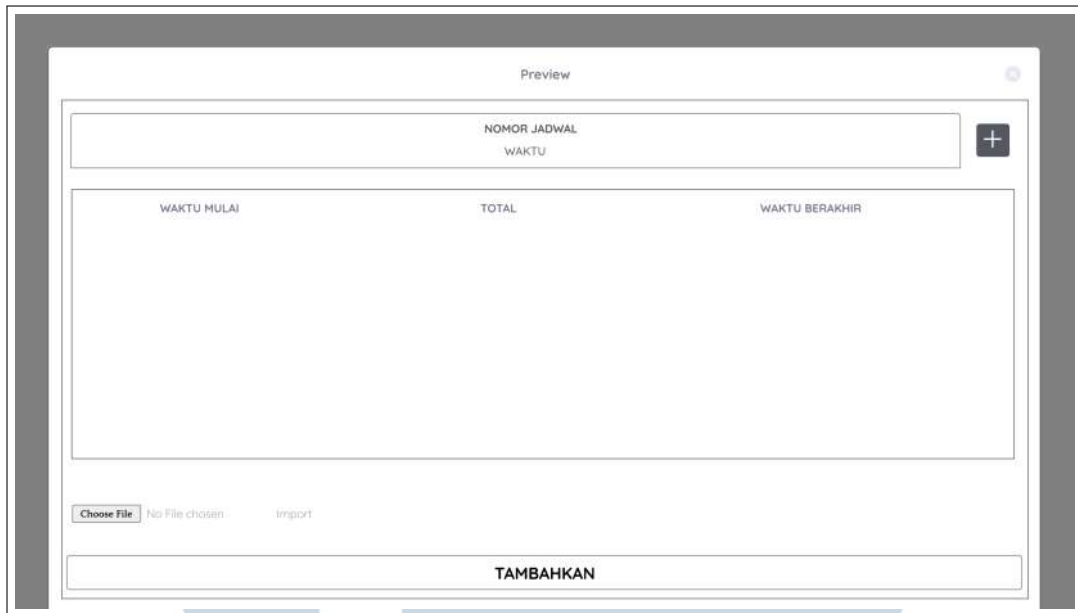 Preview
NOMOR JADWAL
WAKTU
+
WAKTU MULAI TOTAL WAKTU BERAKHIR
Choose File No File chosen Import
TAMBAHKAN